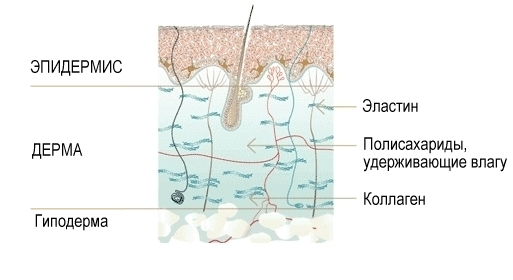 ЭПИДЕРМИС
ДЕРМА
Гиподерма
Эластин
Полисахариды,
удерживающие влагу
Коллаген